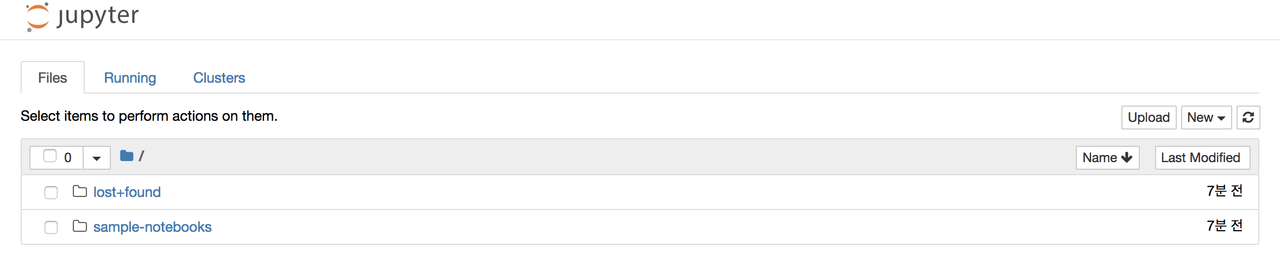 jupyter
Files Running Clusters
Select items to perform actions on them. Upload New
0 / Name Last Modified
lost+found 7분 전
sample-notebooks 7분 전